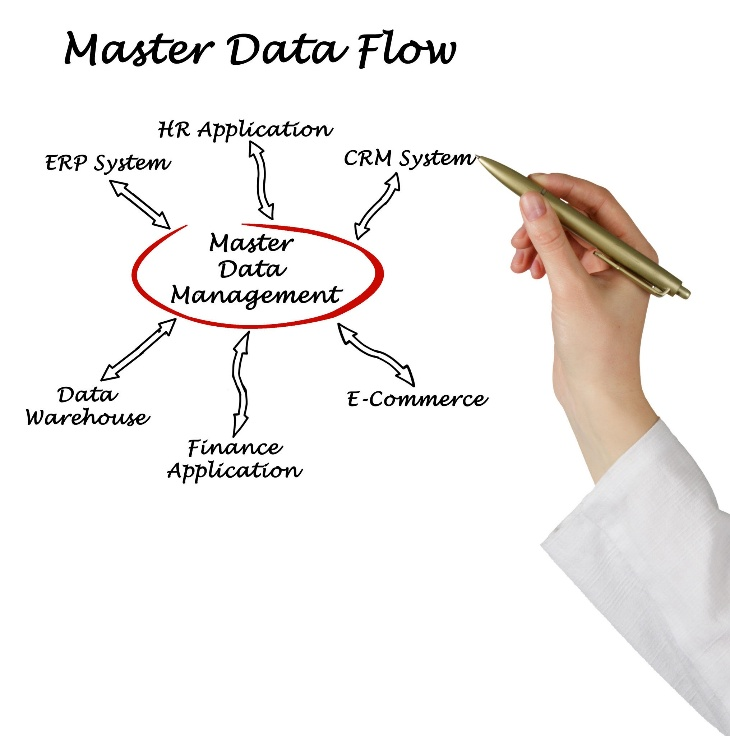 Master Data Flow
HR Application
ERP System
CRM System
Master
Data
Management
Data
Warehouse
E-Commerce
Finance
Application